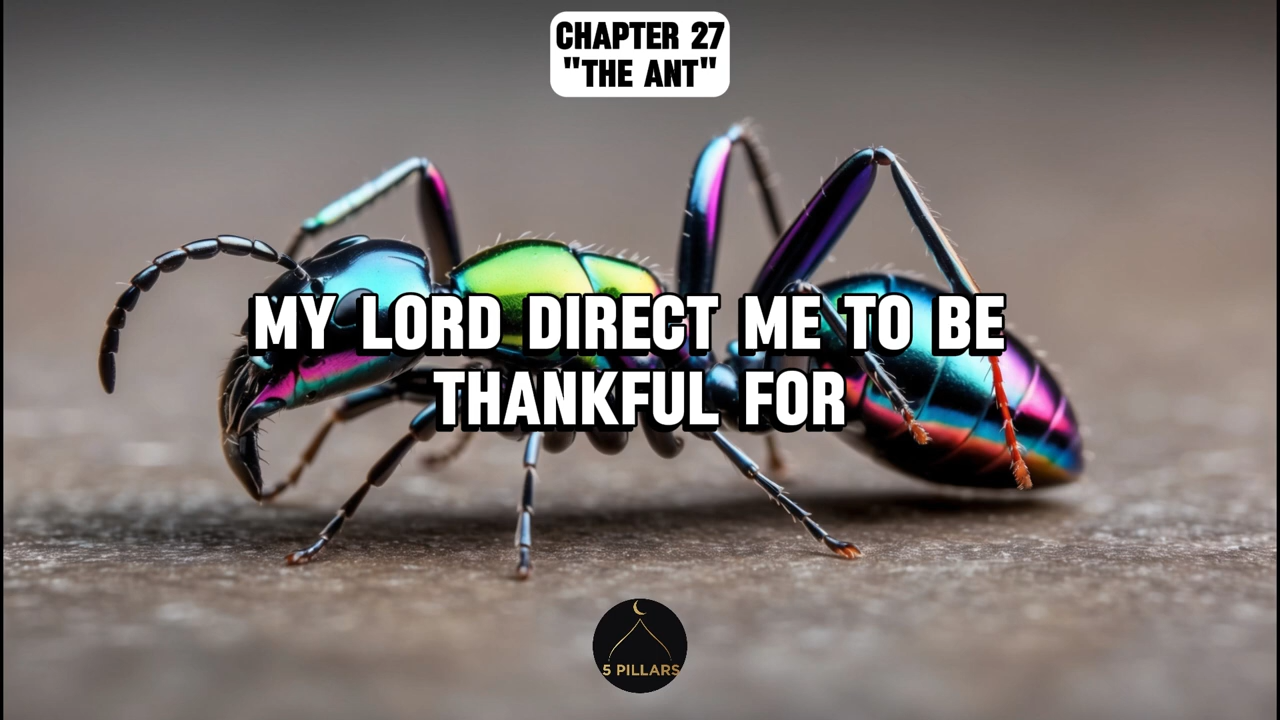 CHAPTER 27
"THE ANT"
MY LORD DIRECT ME TO BE
THANKFUL FOR
5 PILLARS